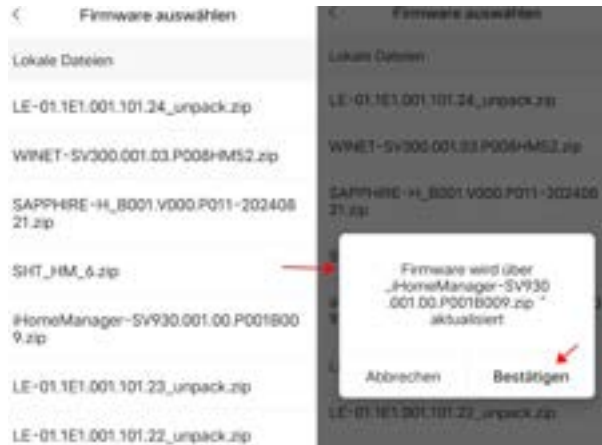 Firmware auswählen
Lokale Dateien
LE-01.1E1.001.101.24_unpack.zip
WINET-SV300.001.03.P008HM52.zip
SAPPHIRE-H_B001.V000.P011-202408
21.zip
SHT_HM_6.zip
iHomeManager-SV930.001.00.P001B00
9.zip
LE-01.1E1.001.101.23_unpack.zip
LE-01.1E1.001.101.22_unpack.zip
Firmware auswählen
Lokale Dateien
LE-01.1E1.001.101.24_unpack.zip
WINET-SV300.001.03.P008HM52.zip
SAPPHIRE-H_B001.V000.P011-202408
21.zip
Firmware wird über
„iHomeManager-SV930
.001.00.P001B009.zip "
aktualisiert
Abbrechen
Bestätigen
LE-01.1E1.001.101.22_unpack.zip